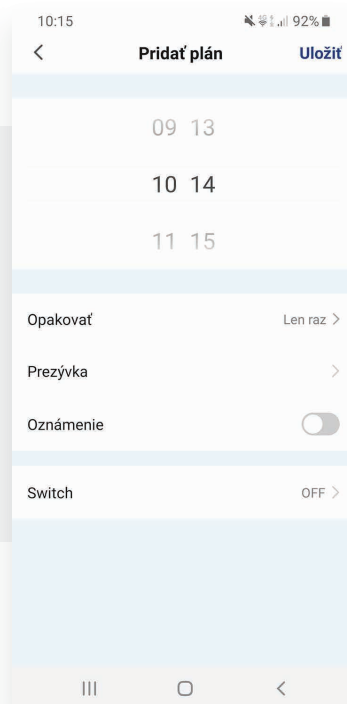 10:15 92%
Pridať plán Uložiť
09 13
10 14
11 15
Opakovať Len raz
Prezývka
Oznámenie
Switch OFF